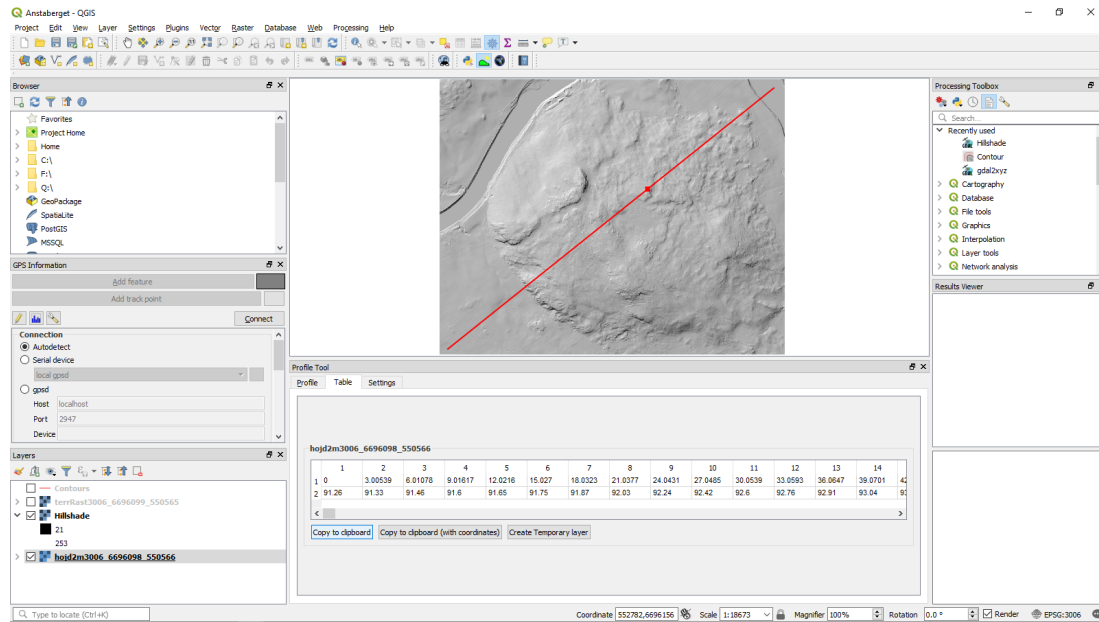 Anstaberget - QGIS
Project Edit View Layer Settings Plugins Vector Raster Database Web Processing Help
Browser
Favorites
Project Home
Home
C:\
F:\
Q:\
GeoPackage
SpatiaLite
PostGIS
MSSQL
GPS Information
Add feature
Add track point
Connect
Connection
Autodetect
Serial device
local gpsd
gpsd
Host localhost
Port 2947
Device
Layers
Contours
terrRast3006_6696099_550565
Hillshade
21
253
hojd2m3006_6696098_550566
Profile Tool
Profile Table Settings
hojd2m3006_6696098_550566
1 2 3 4 5 6 7 8 9 10 11 12 13 14
1 0 3.00539 6.01078 9.01617 12.0216 15.027 18.0323 21.0377 24.0431 27.0485 30.0539 33.0593 36.0647 39.0701 42
2 91.26 91.33 91.46 91.6 91.65 91.75 91.87 92.03 92.24 92.42 92.6 92.76 92.91 93.04
Copy to clipboard Copy to clipboard (with coordinates) Create Temporary layer
Processing Toolbox
Search...
Recently used
Hillshade
Contour
gdal2xyz
Cartography
Database
File tools
Graphics
Interpolation
Layer tools
Network analysis
Results Viewer
Type to locate (Ctrl+K)
Coordinate 552782,6696156 Scale 1:18673 Magnifier 100% Rotation 0.0 ° Render EPSG:3006